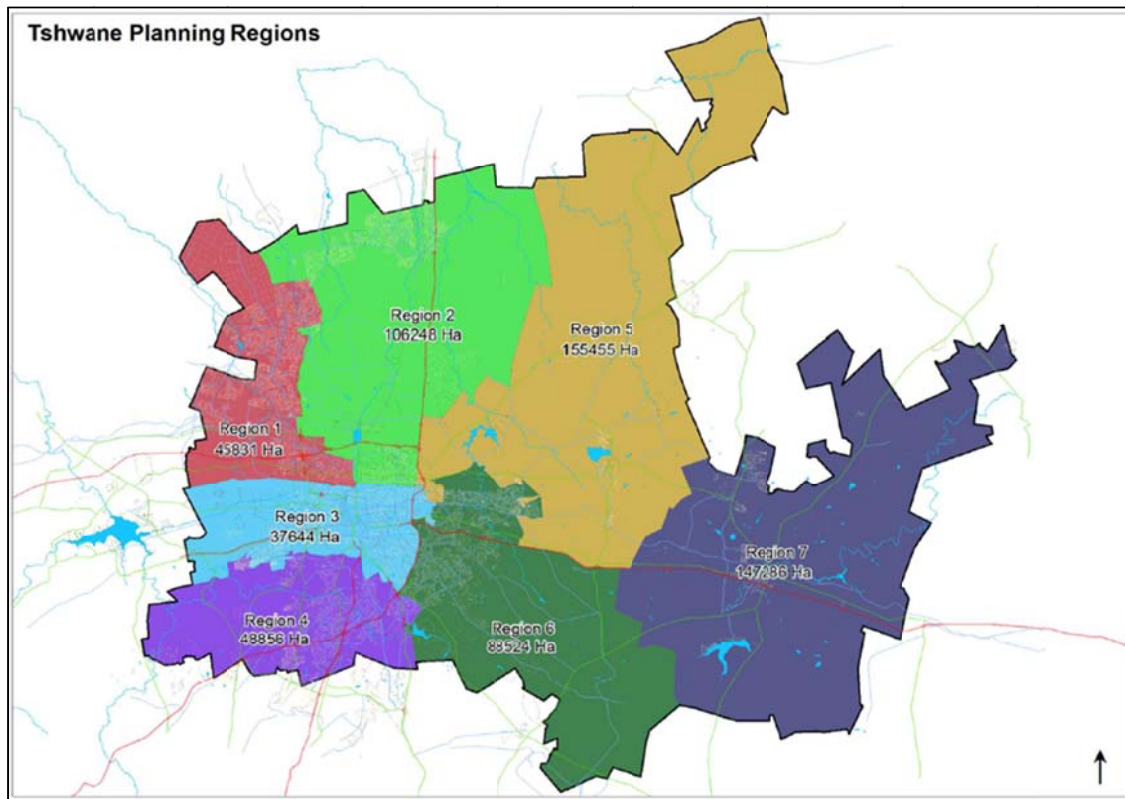 Tshwane Planning Regions
Region 2
106248 Ha
Region 5
155455 Ha
Region 1
45831 Ha
Region 3
37644 Ha
Region 7
147286 Ha
Region 4
48856 Ha
Region 6
88524 Ha